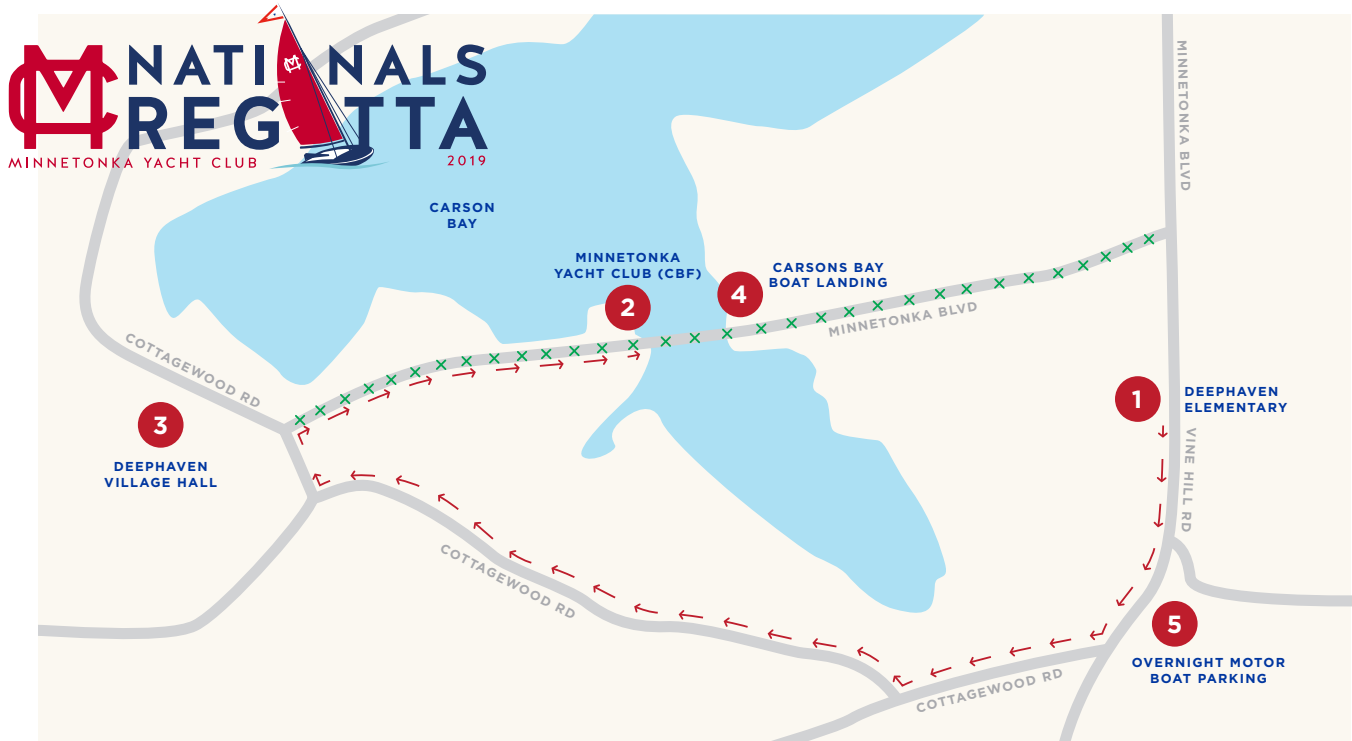 MC NATIONALS
REGATTA
MINNETONKA YACHT CLUB
2019
MINNETONKA BLVD
CARSON
BAY
MINNETONKA
YACHT CLUB (CBF)
2
4
CARSONS BAY
BOAT LANDING
MINNETONKA BLVD
COTTAGEWOOD RD
3
DEEPHAVEN
VILLAGE HALL
1
DEEPHAVEN
ELEMENTARY
VINE HILL RD
COTTAGEWOOD RD
5
OVERNIGHT MOTOR
BOAT PARKING
COTTAGEWOOD RD